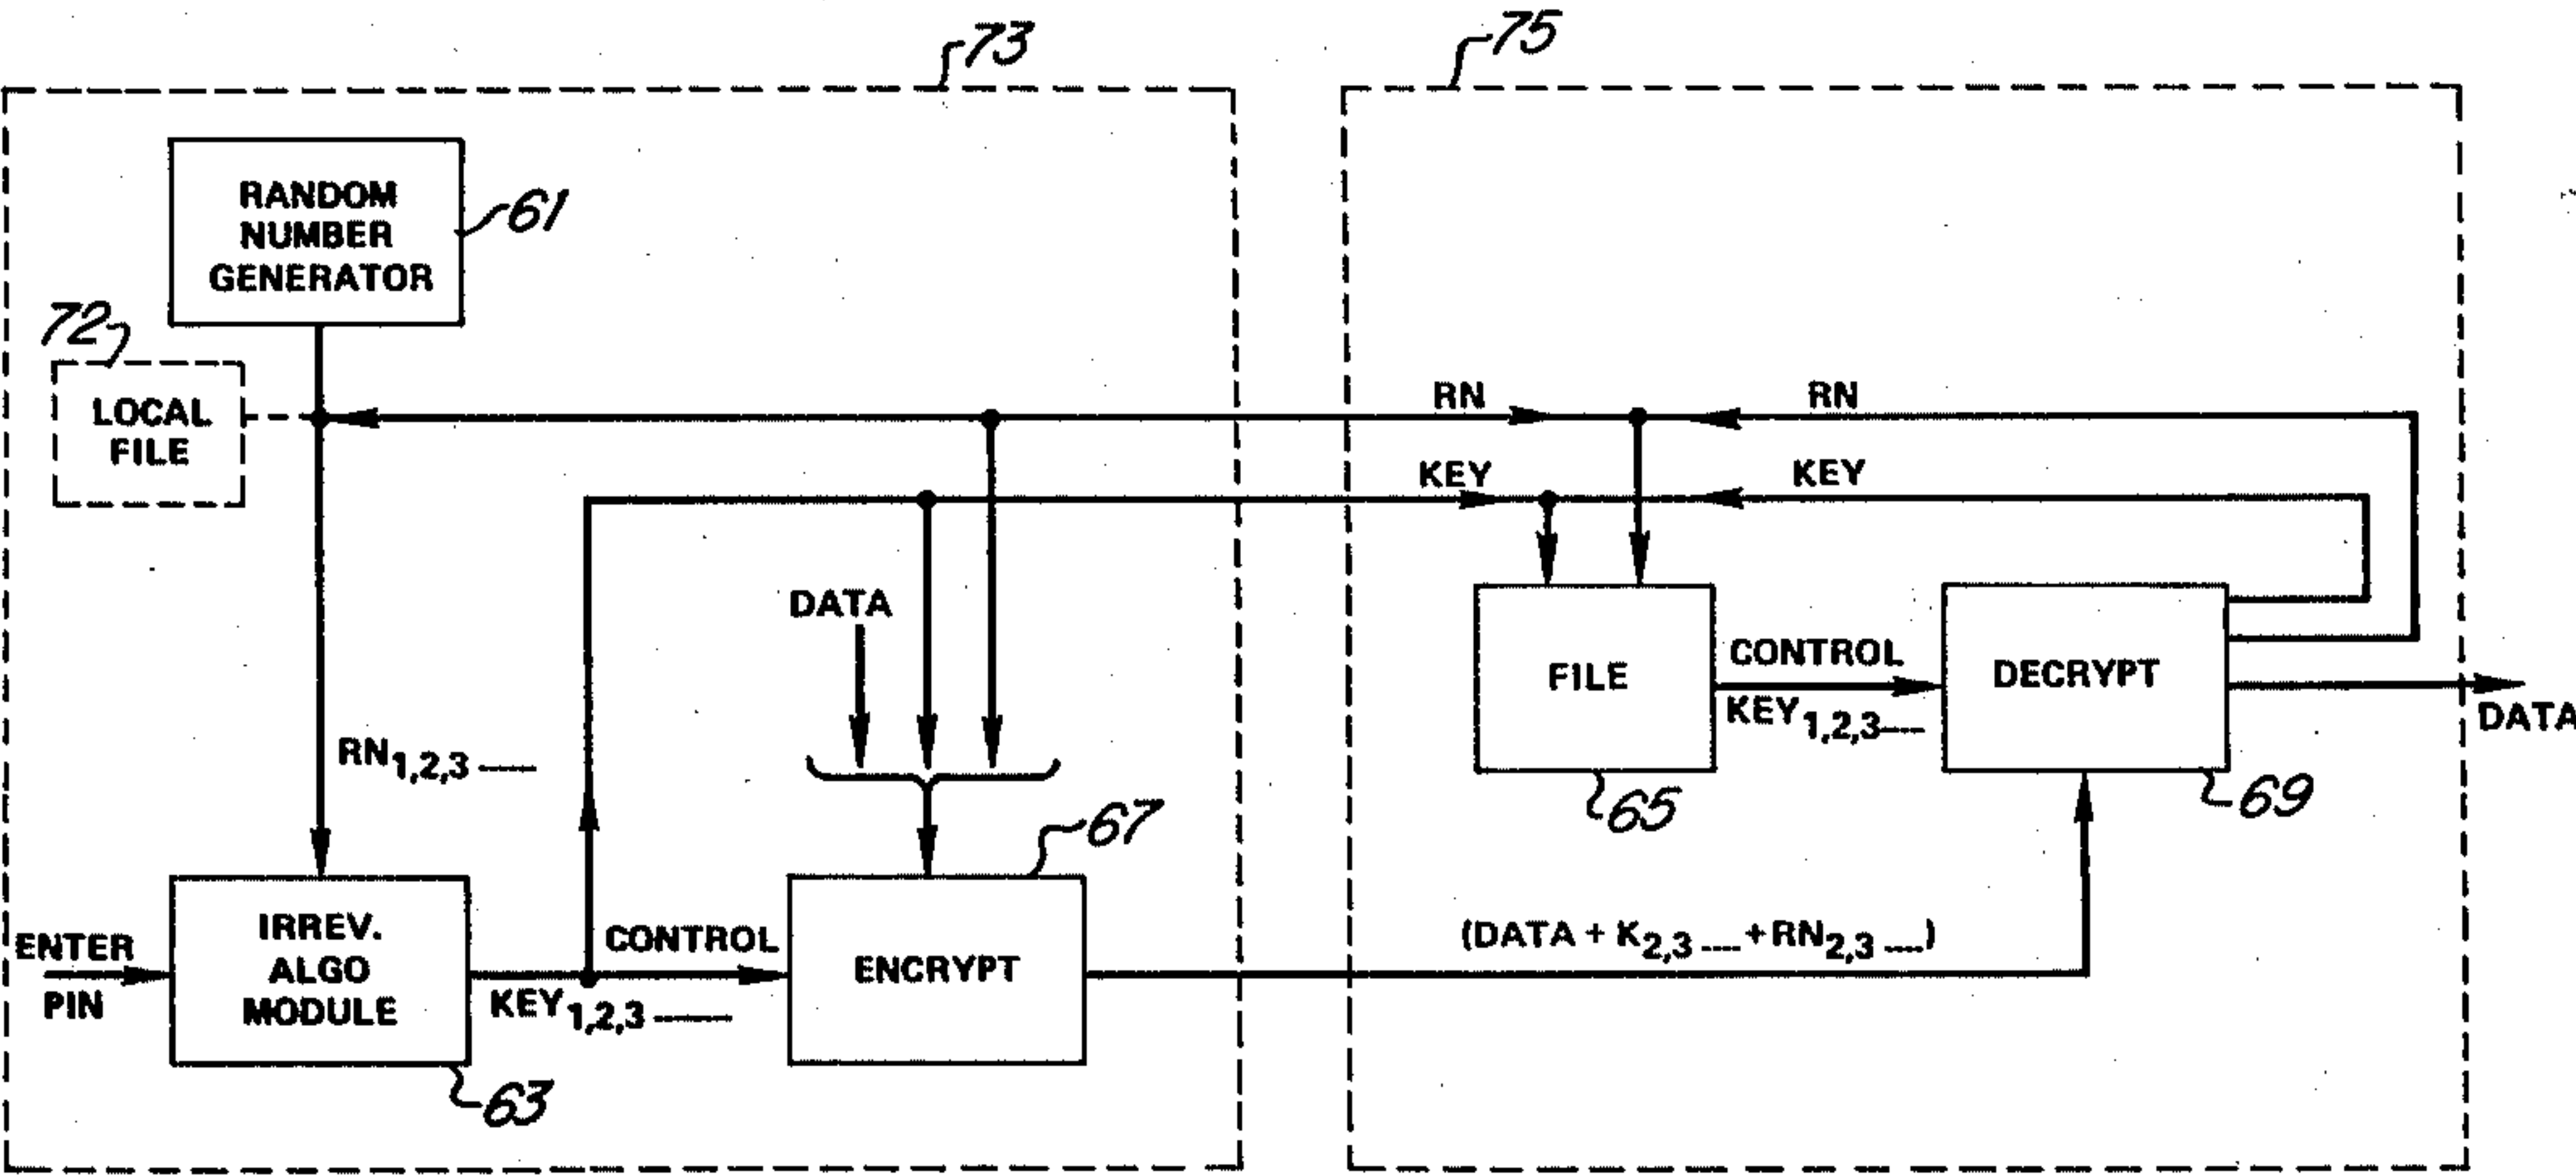 73
75
RANDOM
NUMBER
GENERATOR
61
72
LOCAL
FILE
RN
RN
KEY
KEY
DATA
FILE
CONTROL
KEY1,2,3----
DECRYPT
DATA
65
69
RN1,2,3 ----
67
ENTER
PIN
IRREV.
ALGO
MODULE
CONTROL
KEY1,2,3 ----
ENCRYPT
(DATA + K2,3 ---- + RN2,3 ----)
63